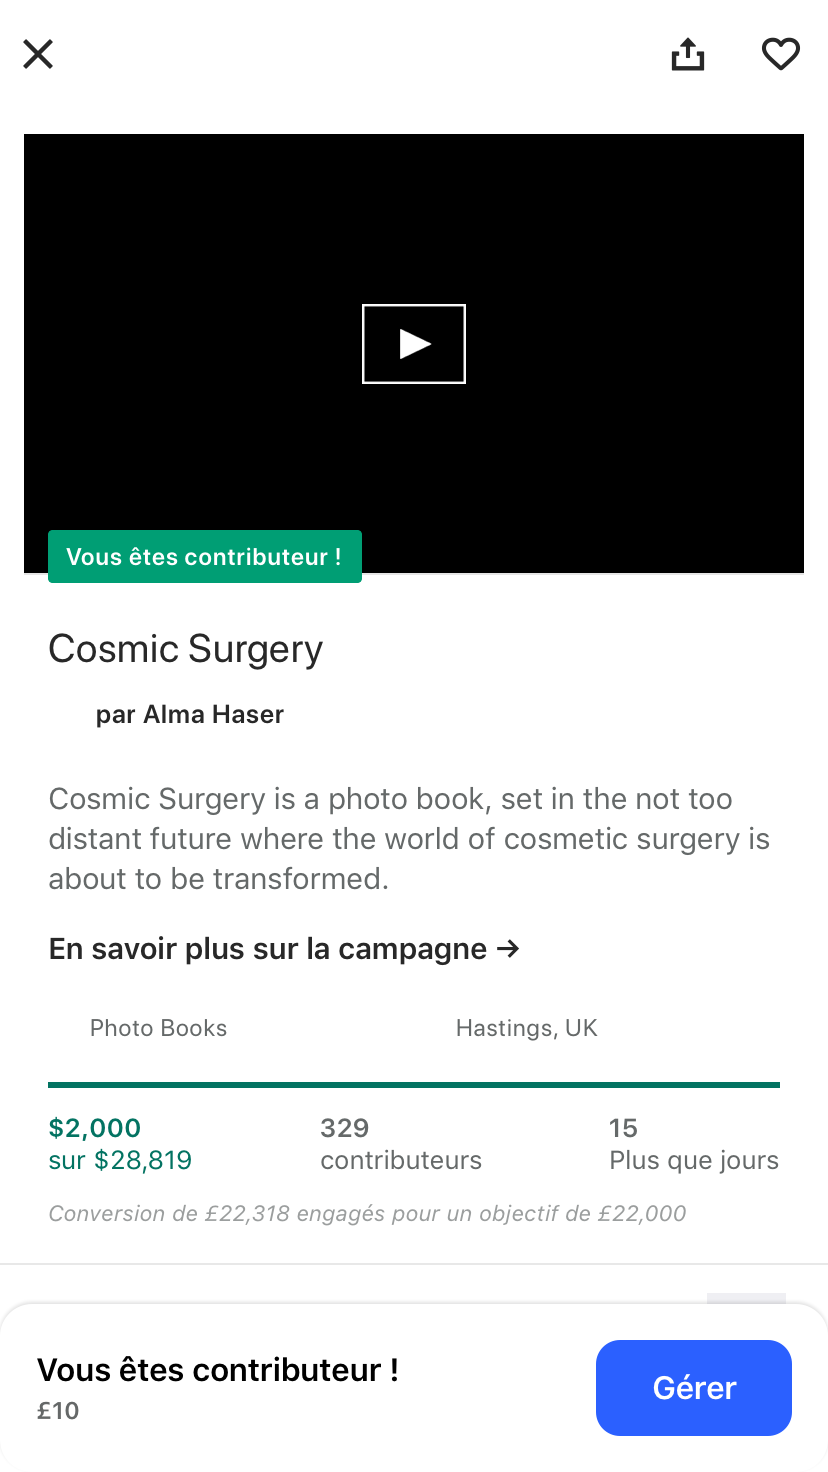 Vous êtes contributeur !
Cosmic Surgery
par Alma Haser
Cosmic Surgery is a photo book, set in the not too
distant future where the world of cosmetic surgery is
about to be transformed.
En savoir plus sur la campagne →
Photo Books
Hastings, UK
$2,000
sur $28,819
329
contributeurs
15
Plus que jours
Conversion de £22,318 engagés pour un objectif de £22,000
Vous êtes contributeur !
£10
Gérer